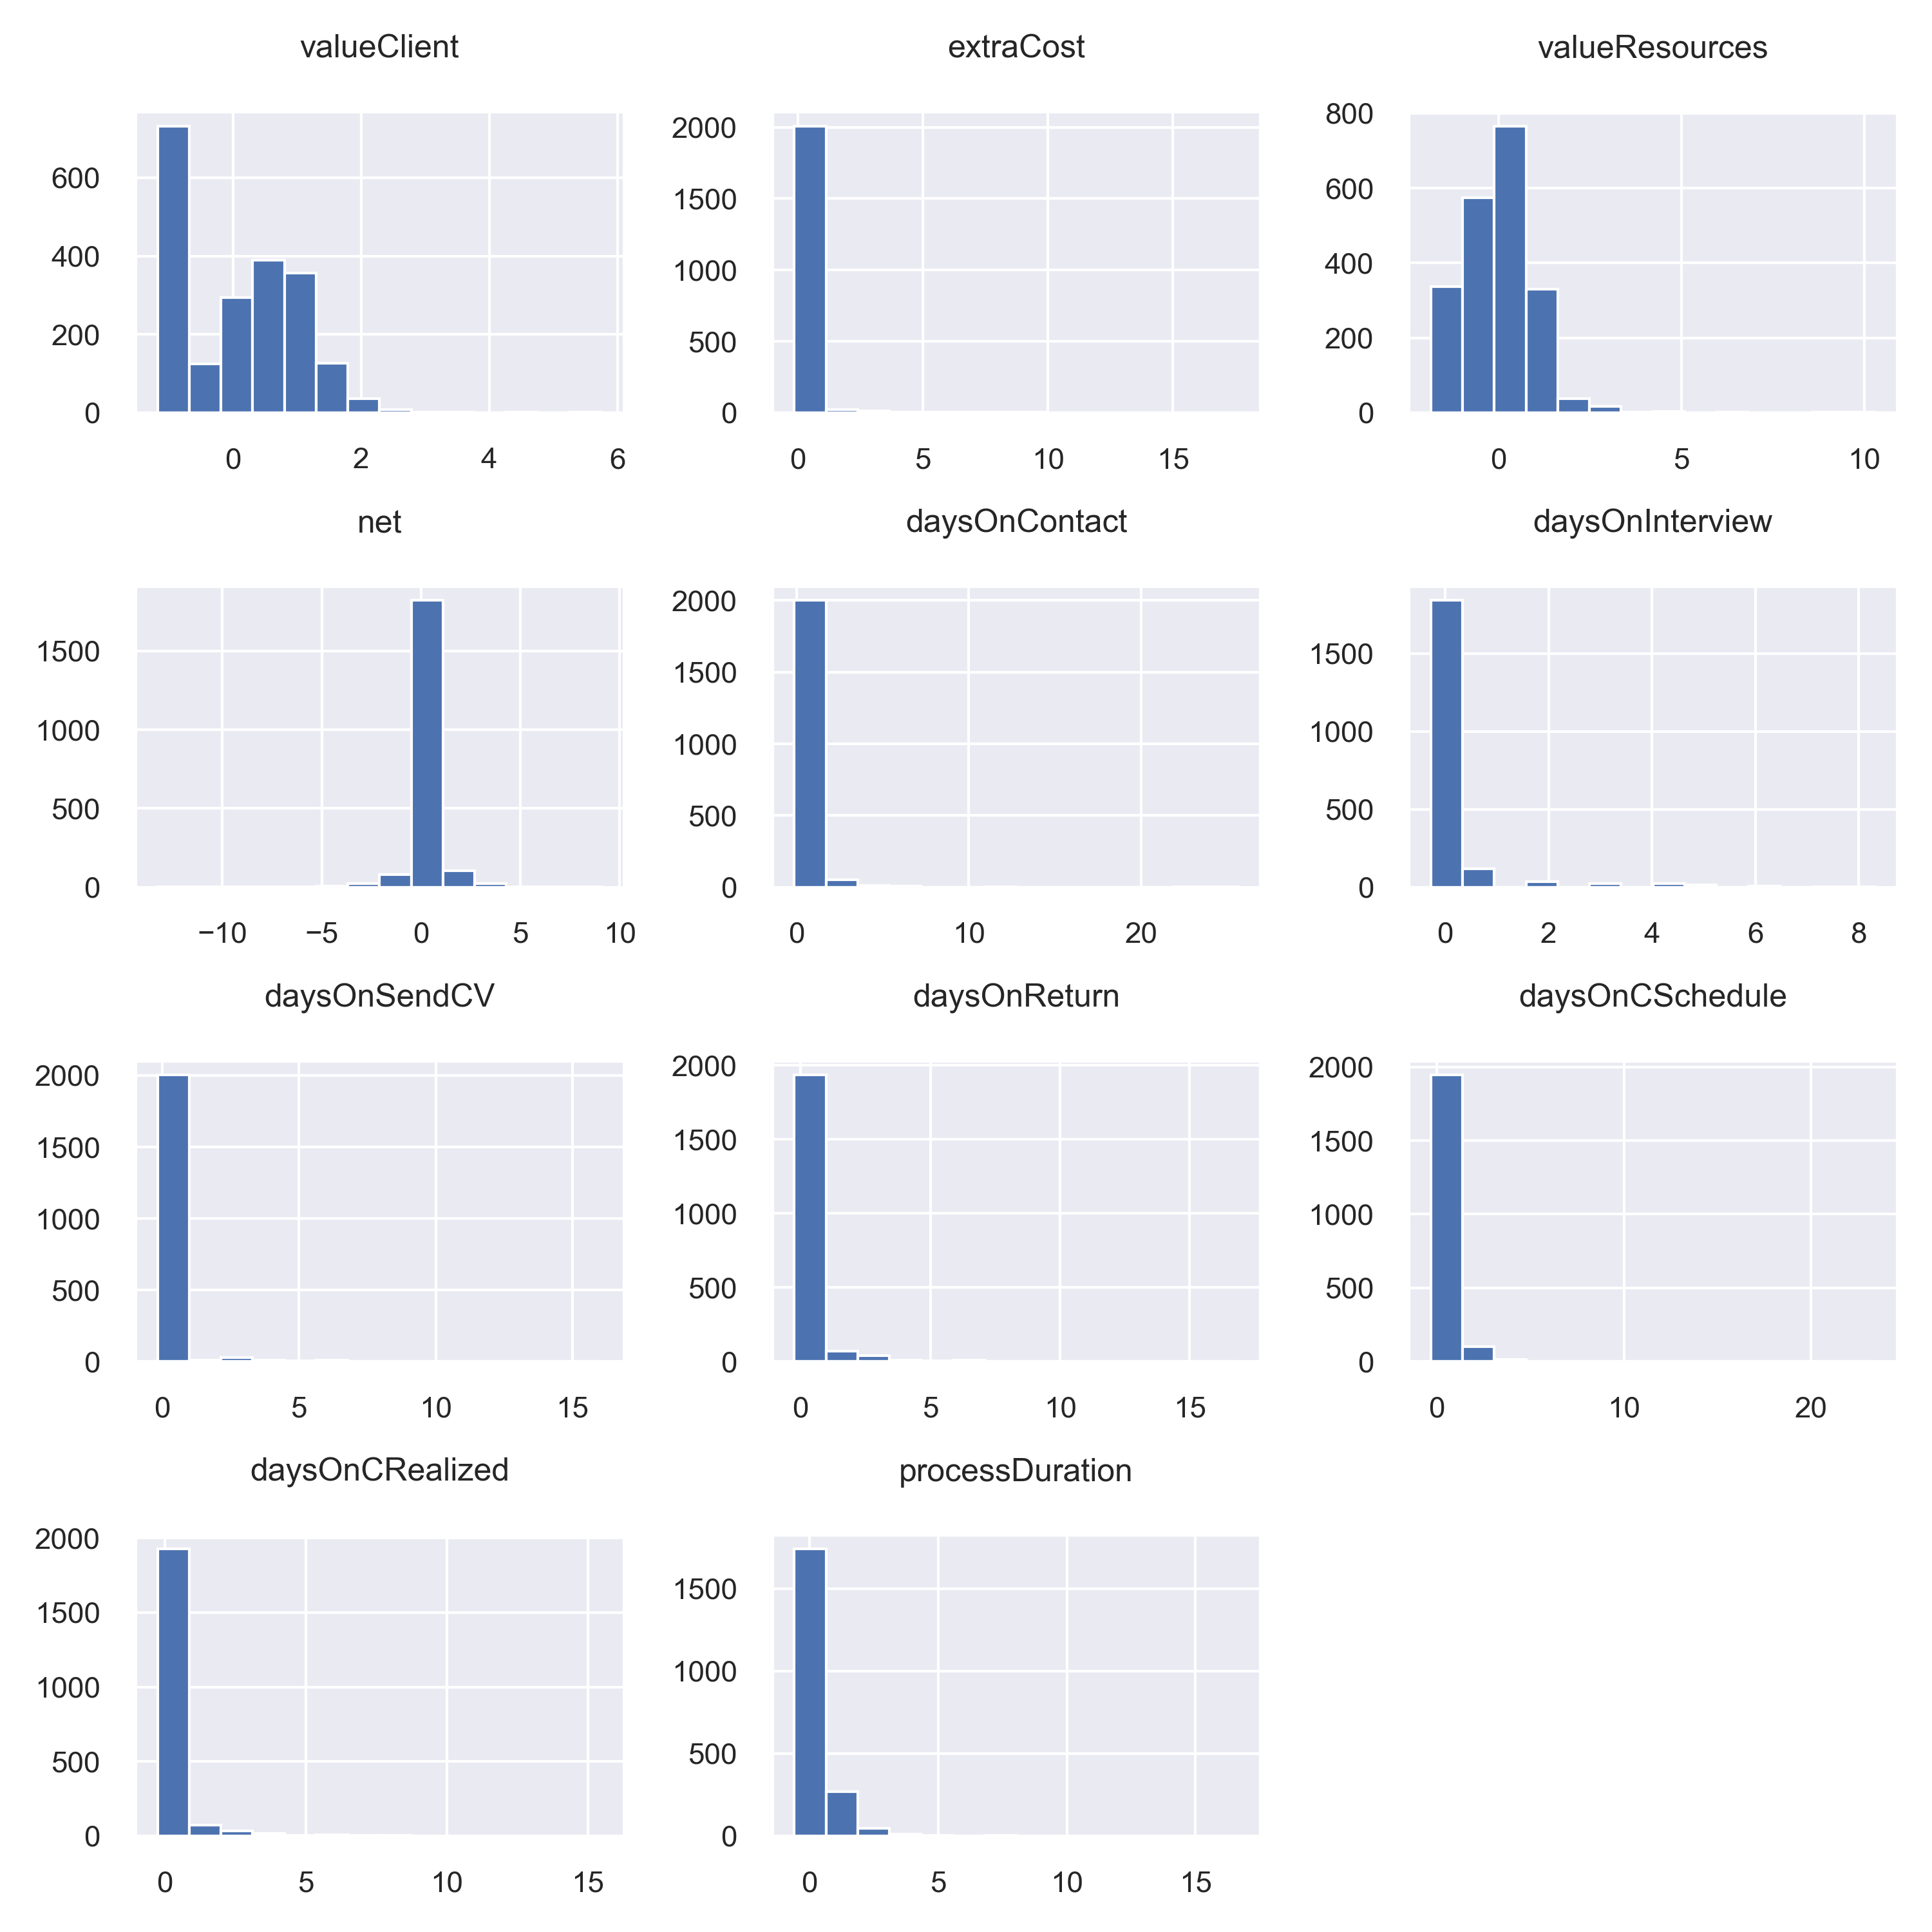 valueClient extraCost valueResources
600 400 200 0
0 2 4 6
2000 1500 1000 500 0
0 5 10 15
800 600 400 200 0
0 5 10
net daysOnContact daysOnInterview
1500 1000 500 0
−10 −5 0 5 10
2000 1500 1000 500 0
0 10 20
1500 1000 500 0
0 2 4 6 8
daysOnSendCV daysOnReturn daysOnCSchedule
2000 1500 1000 500 0
0 5 10 15
2000 1500 1000 500 0
0 5 10 15
2000 1500 1000 500 0
0 10 20
daysOnCRealized processDuration
2000 1500 1000 500 0
0 5 10 15
1500 1000 500 0
0 5 10 15